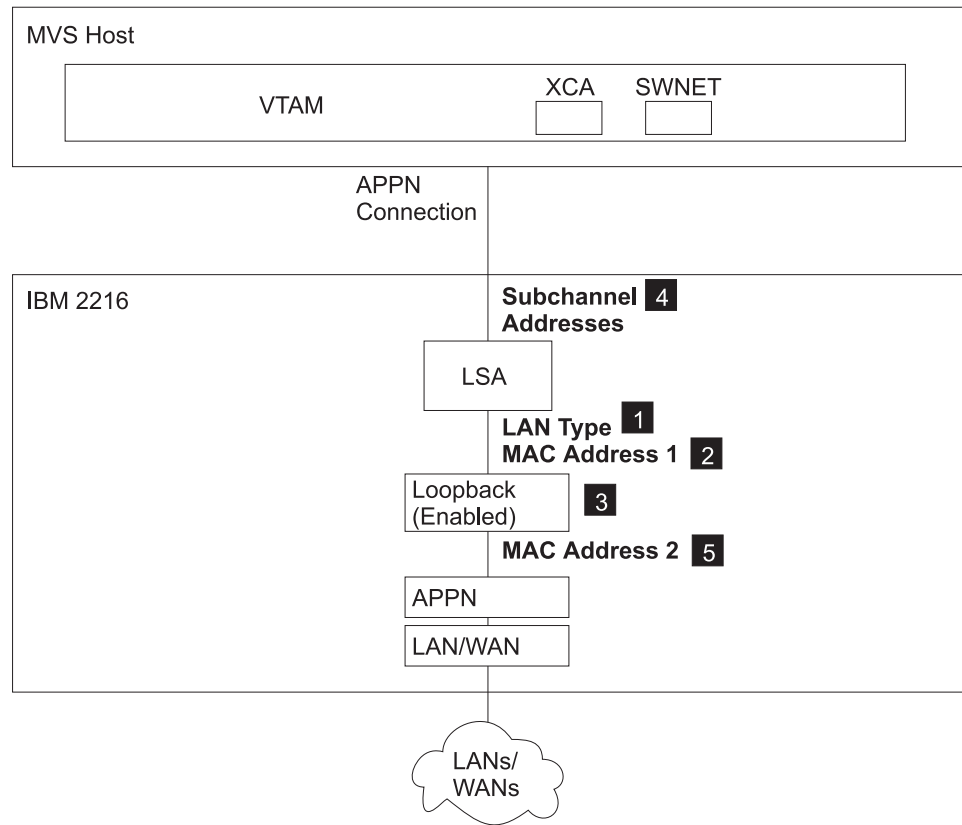 MVS Host
VTAM
XCA
SWNET
APPN
Connection
IBM 2216
Subchannel 4
Addresses
LSA
LAN Type 1
MAC Address 1 2
Loopback
(Enabled)
3
MAC Address 2 5
APPN
LAN/WAN
LANs/
WANs